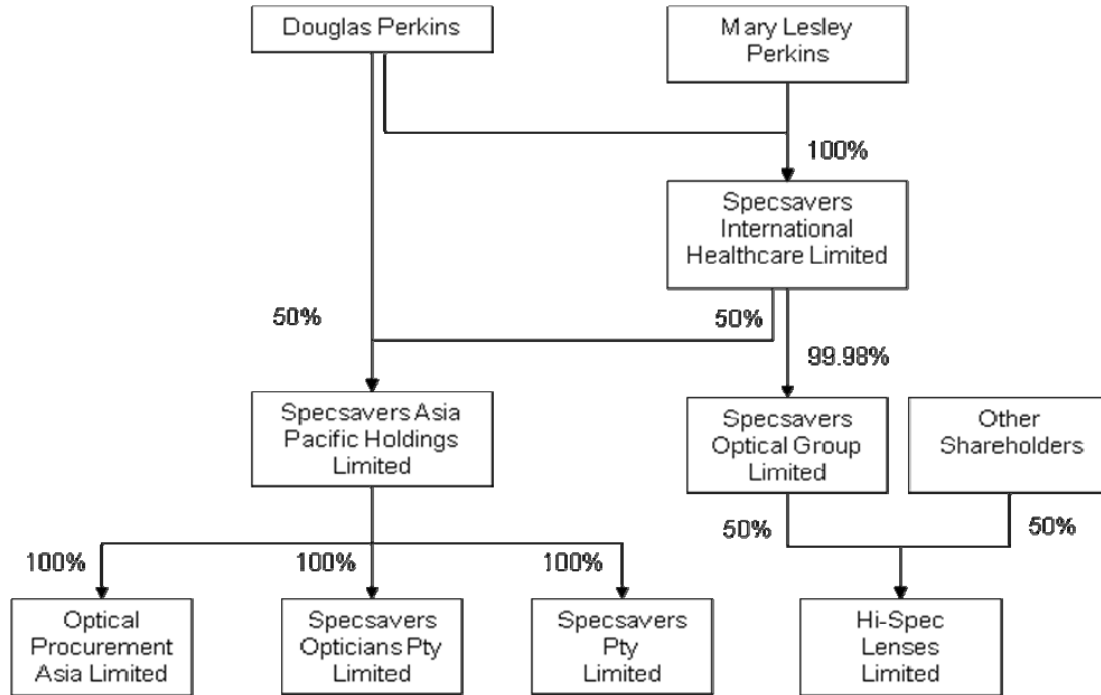 Douglas Perkins
Mary Lesley
Perkins
100%
Specsavers
International
Healthcare Limited
50%
50%
99.98%
Specsavers Asia
Pacific Holdings
Limited
Specsavers
Optical Group
Limited
Other
Shareholders
50%
50%
100%
100%
100%
Optical
Procurement
Asia Limited
Specsavers
Opticians Pty
Limited
Specsavers
Pty
Limited
Hi-Spec
Lenses
Limited